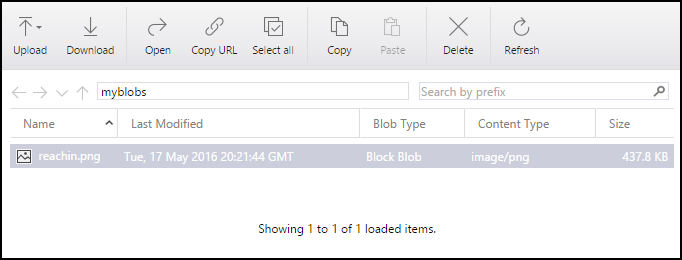 Upload Download Open Copy URL Select all Copy Paste Delete Refresh
myblobs Search by prefix
Name Last Modified Blob Type Content Type Size
reachin.png Tue, 17 May 2016 20:21:44 GMT Block Blob image/png 437.8 KB
Showing 1 to 1 of 1 loaded items.